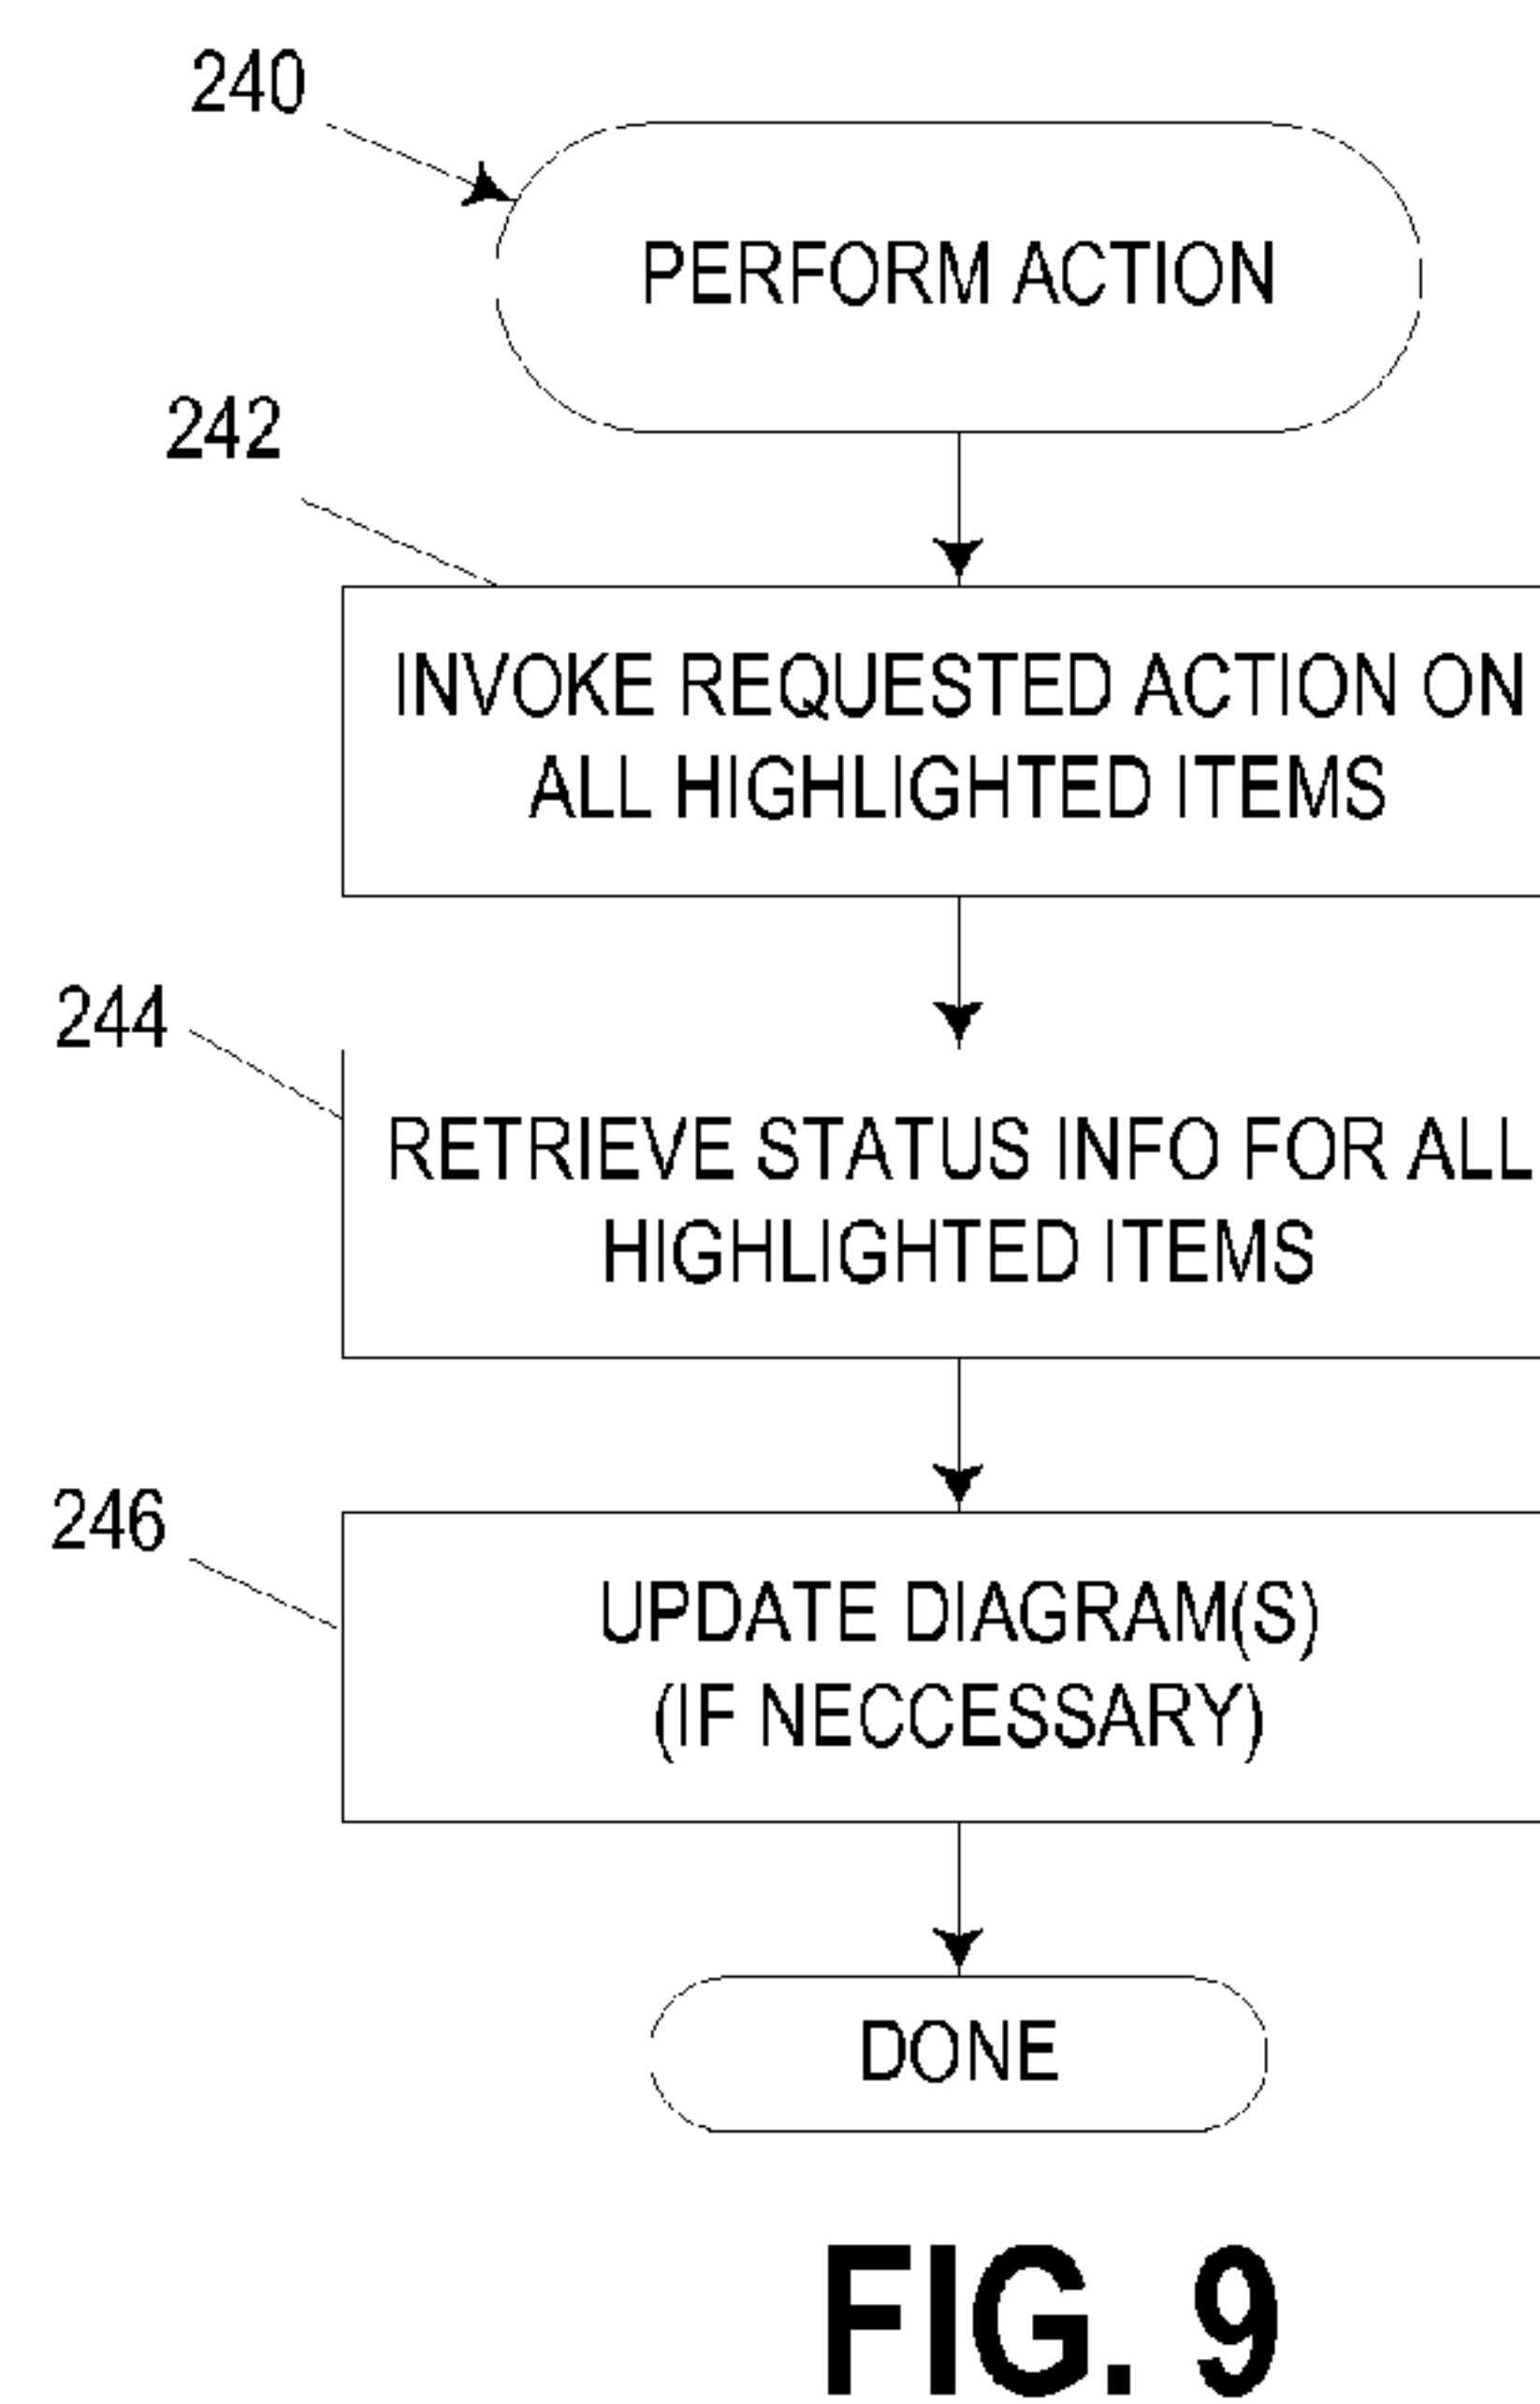 240
PERFORM ACTION
242
INVOKE REQUESTED ACTION ON
ALL HIGHLIGHTED ITEMS
244
RETRIEVE STATUS INFO FOR ALL
HIGHLIGHTED ITEMS
246
UPDATE DIAGRAM(S)
(IF NECCESSARY)
DONE
FIG. 9